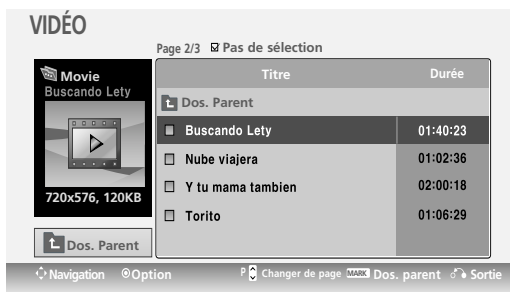 VIDÉO
Page 2/3 Pas de sélection
Movie
Buscando Lety
720x576, 120KB
Dos. Parent
Titre Durée
Dos. Parent
Buscando Lety 01:40:23
Nube viajera 01:02:36
Y tu mama tambien 02:00:18
Torito 01:06:29
Navigation Option P Changer de page MARK Dos. parent Sortie